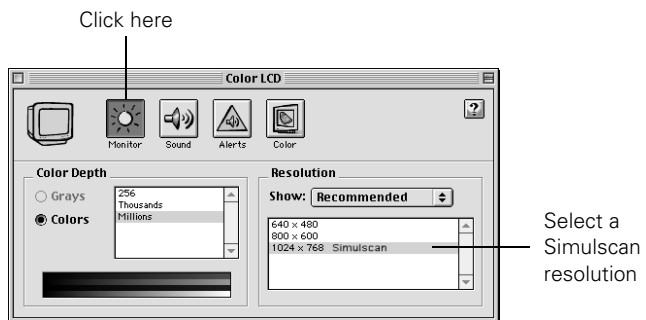 Click here
Color LCD
?
Monitor Sound Alerts Color
Color Depth
Grays
Colors
256
Thousands
Millions
Resolution
Show: Recommended
640 × 480
800 × 600
1024 × 768 Simulscan
Select a
Simulscan
resolution